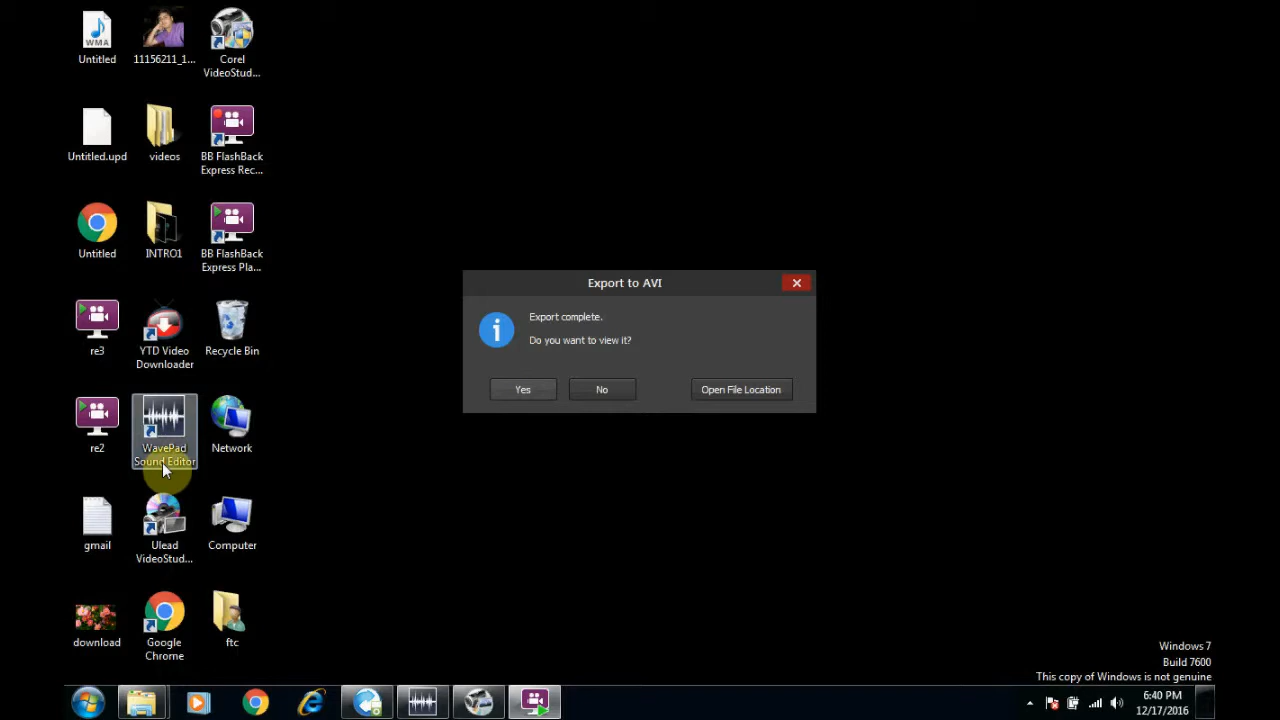 WMA
Untitled
11156211_1...
Corel
VideoStud...
Untitled.upd
videos
BB FlashBack
Express Rec...
Untitled
INTRO1
BB FlashBack
Express Pla...
re3
YTD Video
Downloader
Recycle Bin
re2
WavePad
Sound Editor
Network
gmail
Ulead
VideoStud...
Computer
download
Google
Chrome
ftc
Export to AVI
Export complete.
Do you want to view it?
Yes
No
Open File Location
Windows 7
Build 7600
This copy of Windows is not genuine
6:40 PM
12/17/2016